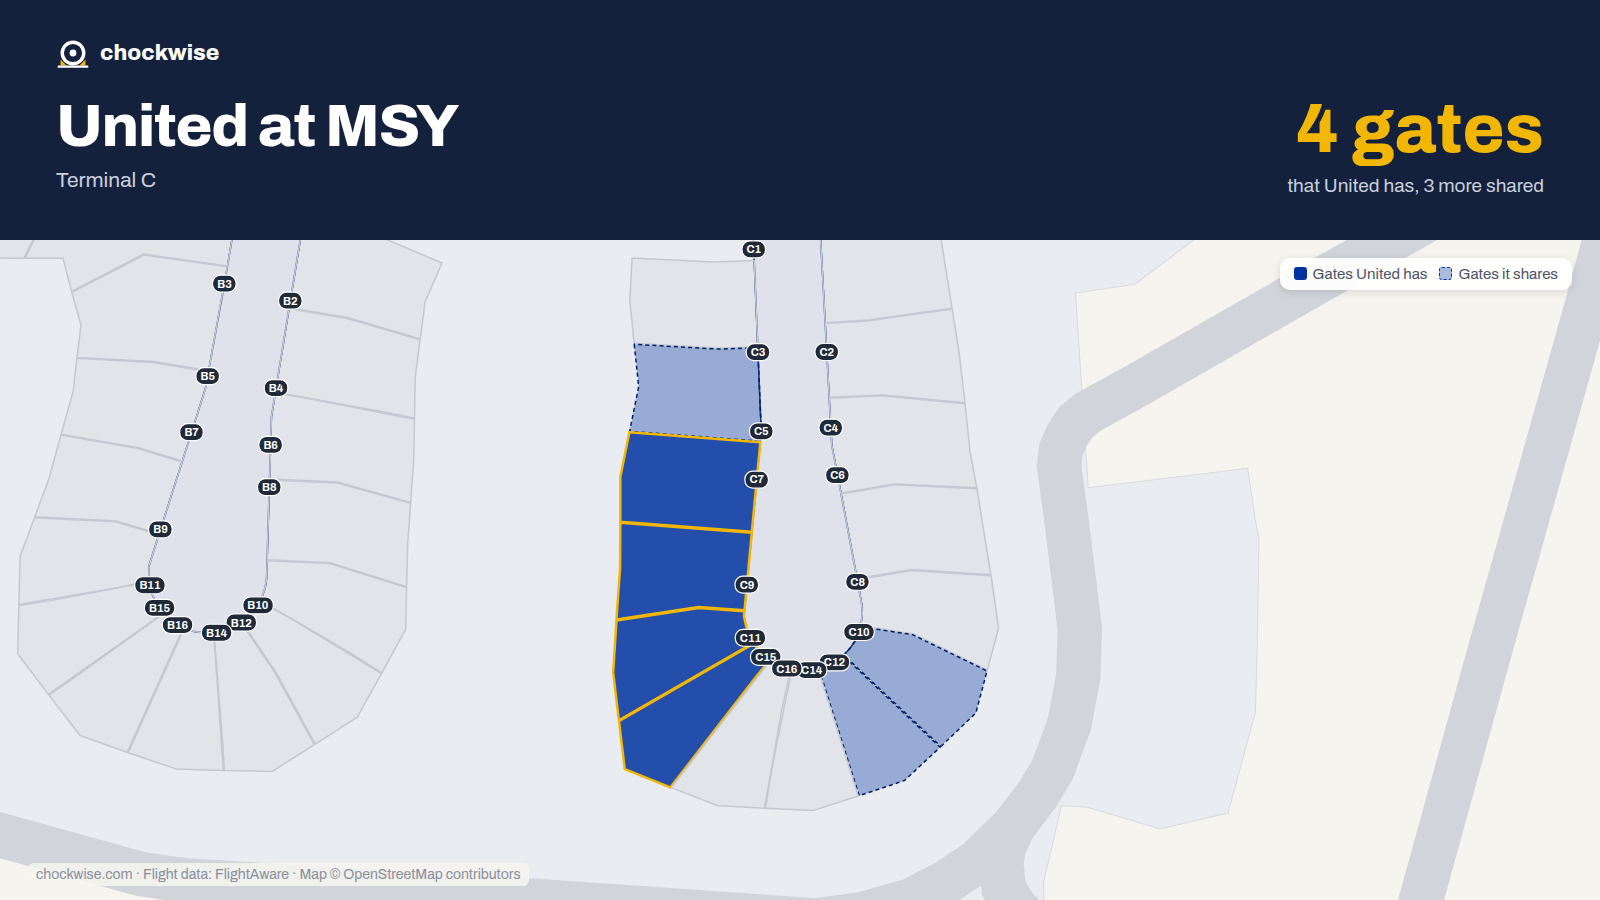 chockwise
United at MSY
Terminal C
4 gates
that United has, 3 more shared
Gates United has
Gates it shares
C1
B3
B2
C3
C2
B5
B4
C5
C4
B7
B6
C7
C6
B8
B9
C9
C8
B11
B15
B10
B16
B14
B12
C11
C10
C15
C16
C14
C12
chockwise.com · Flight data: FlightAware · Map © OpenStreetMap contributors